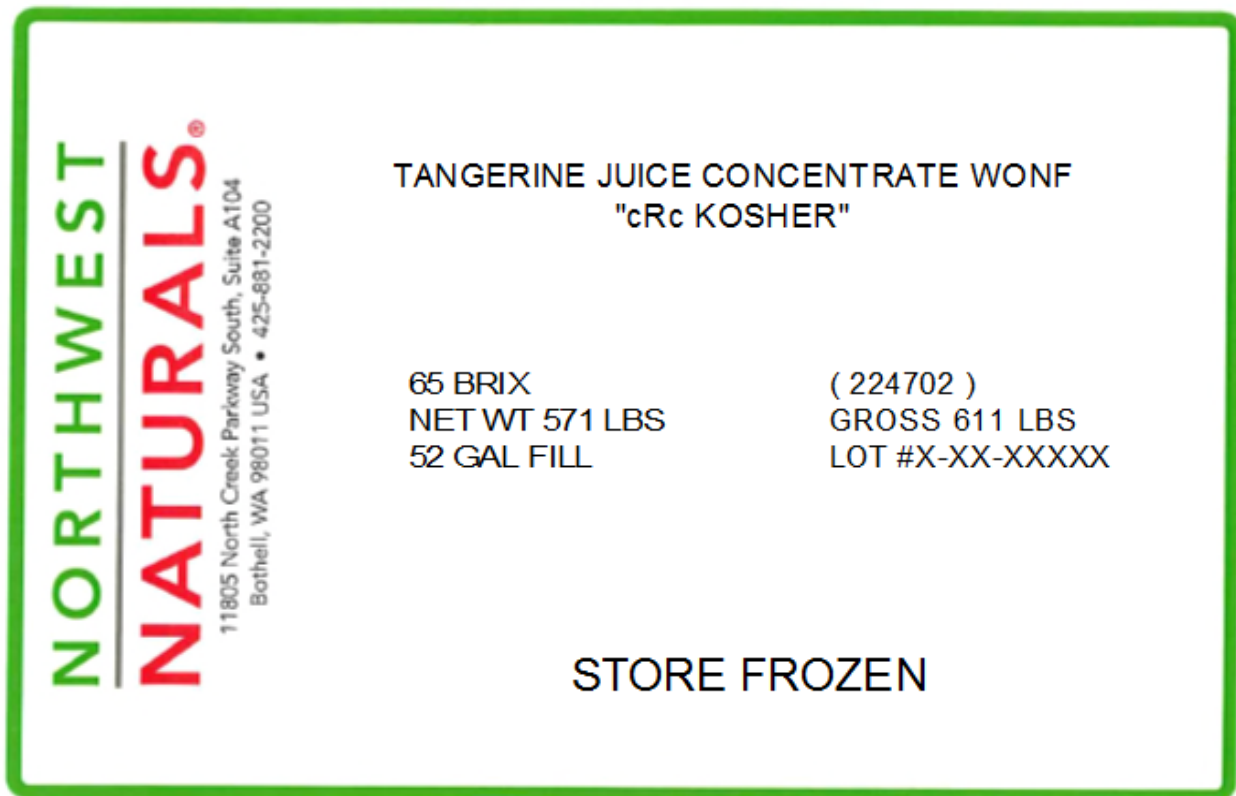 NORTHWEST
NATURALS®
11805 North Creek Parkway South, Suite A104
Bothell, WA 98011 USA • 425-881-2200
TANGERINE JUICE CONCENTRATE WONF
"cRc KOSHER"
65 BRIX ( 224702 )
NET WT 571 LBS GROSS 611 LBS
52 GAL FILL LOT #X-XX-XXXXX
STORE FROZEN